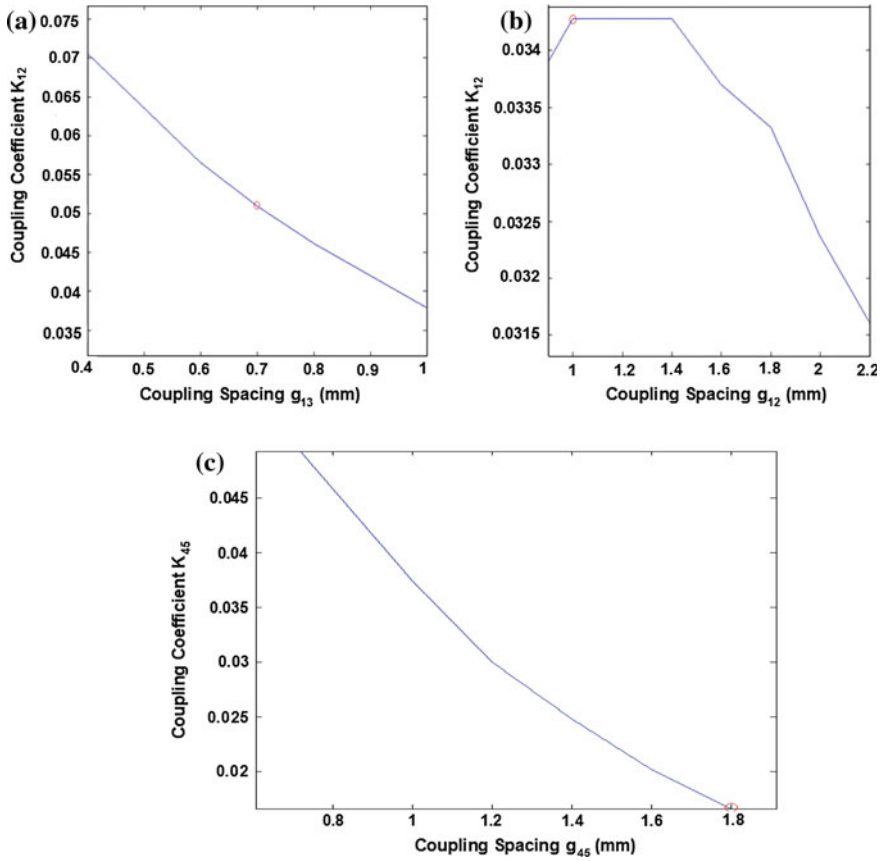 (a)
0.075
0.07
0.065
0.06
0.055
0.05
0.045
0.04
0.035
Coupling Coefficient K12
0.4 0.5 0.6 0.7 0.8 0.9 1
Coupling Spacing g13 (mm)
(b)
0.034
0.0335
0.033
0.0325
0.032
0.0315
Coupling Coefficient K12
1 1.2 1.4 1.6 1.8 2 2.2
Coupling Spacing g12 (mm)
(c)
0.045
0.04
0.035
0.03
0.025
0.02
Coupling Coefficient K45
0.8 1 1.2 1.4 1.6 1.8
Coupling Spacing g45 (mm)